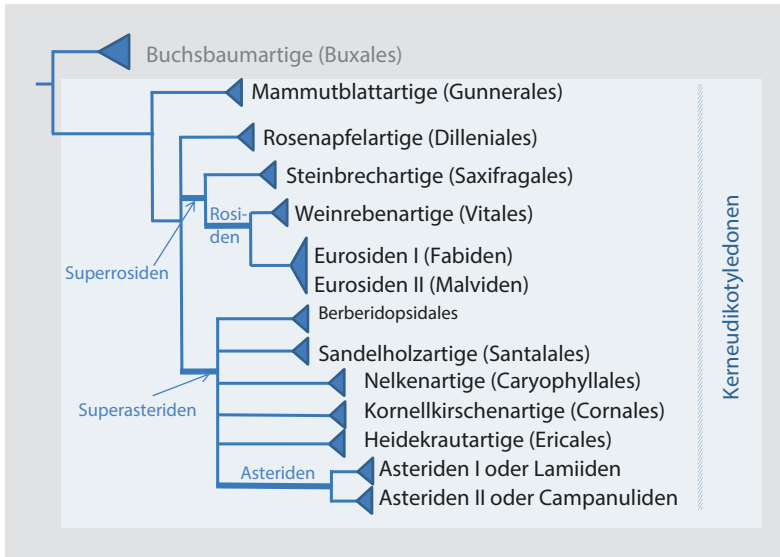 Buchsbaumartige (Buxales)
Mammutblattartige (Gunnerales)
Rosenapfelartige (Dilleniales)
Steinbrechartige (Saxifragales)
Rosi-
den
Weinrebenartige (Vitales)
Eurosiden I (Fabiden)
Superrosiden
Eurosiden II (Malviden)
Berberidopsidales
Sandelholzartige (Santalales)
Nelkenartige (Caryophyllales)
Superasteriden
Kornellkirschenartige (Cornales)
Heidekrautartige (Ericales)
Asteriden
Asteriden I oder Lamiiden
Asteriden II oder Campanuliden
Kerneudikotyledonen